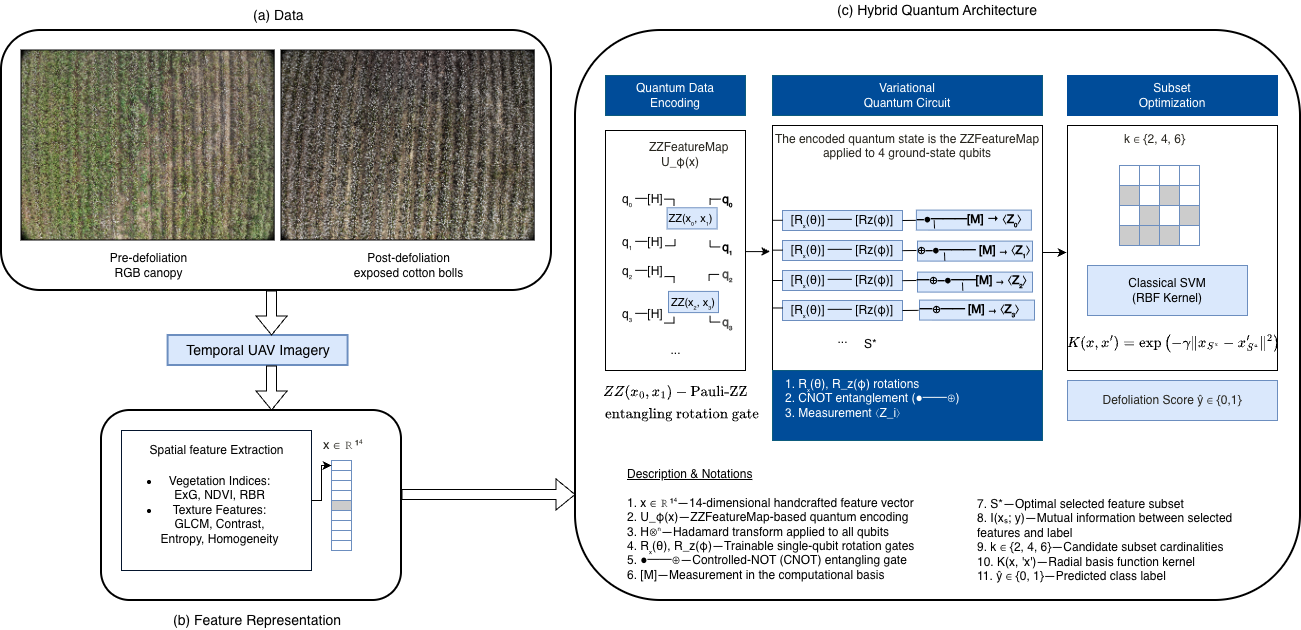 (a) Data
Pre-defoliation
RGB canopy
Post-defoliation
exposed cotton bolls
Temporal UAV Imagery
Spatial feature Extraction
• Vegetation Indices:
ExG, NDVI, RBR
• Texture Features:
GLCM, Contrast,
Entropy, Homogeneity
x ∈ ℝ ¹⁴
(b) Feature Representation
(c) Hybrid Quantum Architecture
Quantum Data
Encoding
ZZFeatureMap
U_ϕ(x)
q₀ —[H] q₀
ZZ(x₀, x₁)
q₁ —[H] q₁
q₂ —[H] q₂
ZZ(x₂, x₃)
q₃ —[H] q₃
...
ZZ(x₀, x₁) − Pauli-ZZ
entangling rotation gate
Variational
Quantum Circuit
The encoded quantum state is the ZZFeatureMap
applied to 4 ground-state qubits
[Rₓ(θ)] —— [Rz(ϕ)] —●———[M] → ⟨Z₀⟩
[Rₓ(θ)] —— [Rz(ϕ)] ⊕—●——— [M] → ⟨Z₁⟩
[Rₓ(θ)] —— [Rz(ϕ)] —⊕—●——[M] → ⟨Z₂⟩
[Rₓ(θ)] —— [Rz(ϕ)] —⊕——— [M] → ⟨Z₃⟩
... S*
1. Rₓ(θ), R_z(ϕ) rotations
2. CNOT entanglement (●───⊕)
3. Measurement ⟨Z_i⟩
Subset
Optimization
k ∈ {2, 4, 6}
Classical SVM
(RBF Kernel)
K(x, x′) = exp (−γ‖x_S* − x′_S*‖²)
Defoliation Score ŷ ∈ {0,1}
Description & Notations
1. x ∈ ℝ ¹⁴—14-dimensional handcrafted feature vector
2. U_ϕ(x)—ZZFeatureMap-based quantum encoding
3. H⊗ⁿ—Hadamard transform applied to all qubits
4. Rₓ(θ), R_z(ϕ)—Trainable single-qubit rotation gates
5. ●───⊕—Controlled-NOT (CNOT) entangling gate
6. [M]—Measurement in the computational basis
7. S*—Optimal selected feature subset
8. I(xₛ; y)—Mutual information between selected
features and label
9. k ∈ {2, 4, 6}—Candidate subset cardinalities
10. K(x, 'x')—Radial basis function kernel
11. ŷ ∈ {0, 1}—Predicted class label